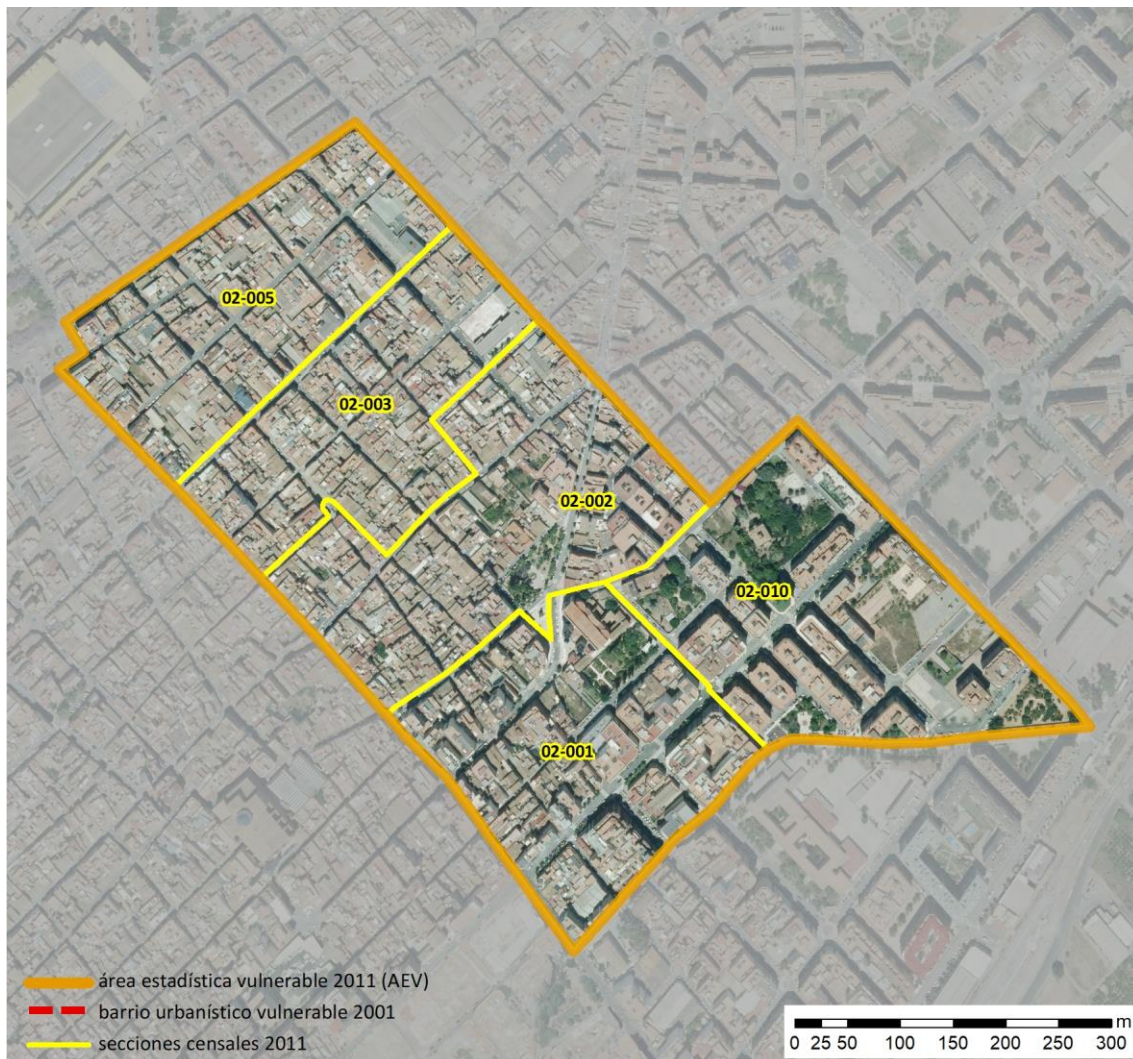 02-005
02-003
02-002
02-010
02-001
área estadística vulnerable 2011 (AEV)
barrio urbanístico vulnerable 2001
secciones censales 2011
m
0 25 50 100 150 200 250 300